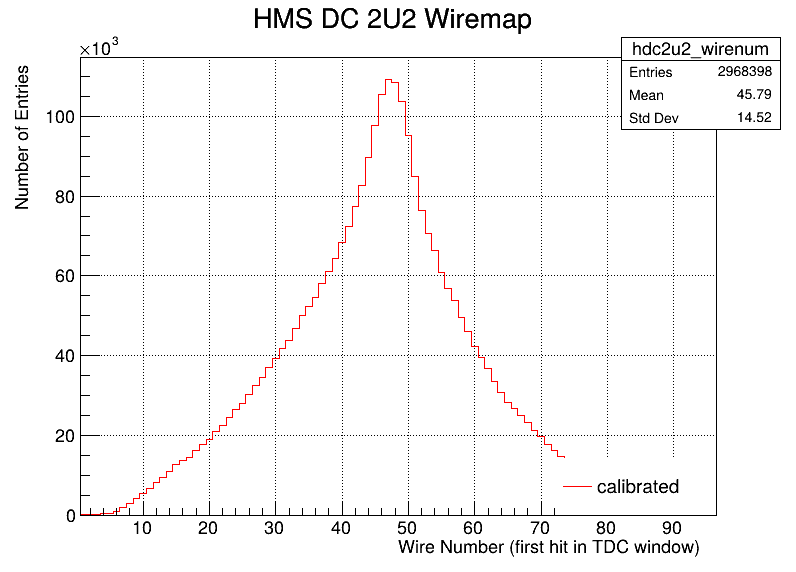 HMS DC 2U2 Wiremap
×10³
hdc2u2_wirenum
Entries 2968398
Mean 45.79
Std Dev 14.52
Number of Entries
100
80
60
40
20
0
calibrated
10 20 30 40 50 60 70 80 90
Wire Number (first hit in TDC window)